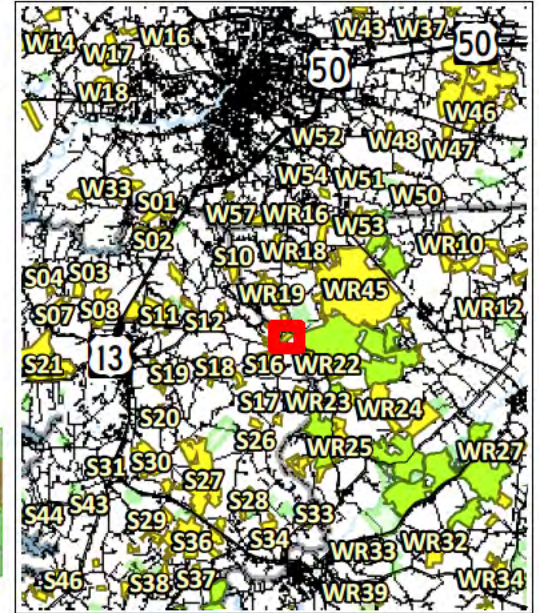 W43 W37
W14 W17 W16
50
50
W18
W46
W52 W48 W47
W54 W51
W33 W50
S01 W57 WR16 W53
S02
S10 WR18 WR10
S04 S03
WR19 WR45
S07 S08 S11 S12 WR12
13
S21 S19 S18 S16 WR22
S17 WR23 WR24
S20
S26 WR25
S31 S30 WR27
S27
S43 S28
S44 S29 S33
S36 S34 WR33 WR32
S46 S38 S37 WR39 WR34